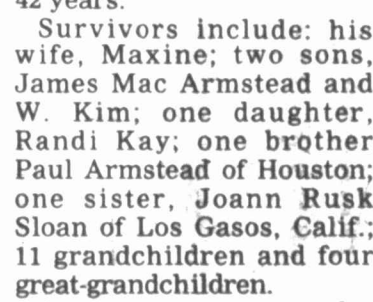 42 years.
Survivors include: his
wife, Maxine; two sons,
James Mac Armstead and
W. Kim; one daughter,
Randi Kay; one brother
Paul Armstead of Houston;
one sister, Joann Rusk
Sloan of Los Gasos, Calif.;
11 grandchildren and four
great-grandchildren.